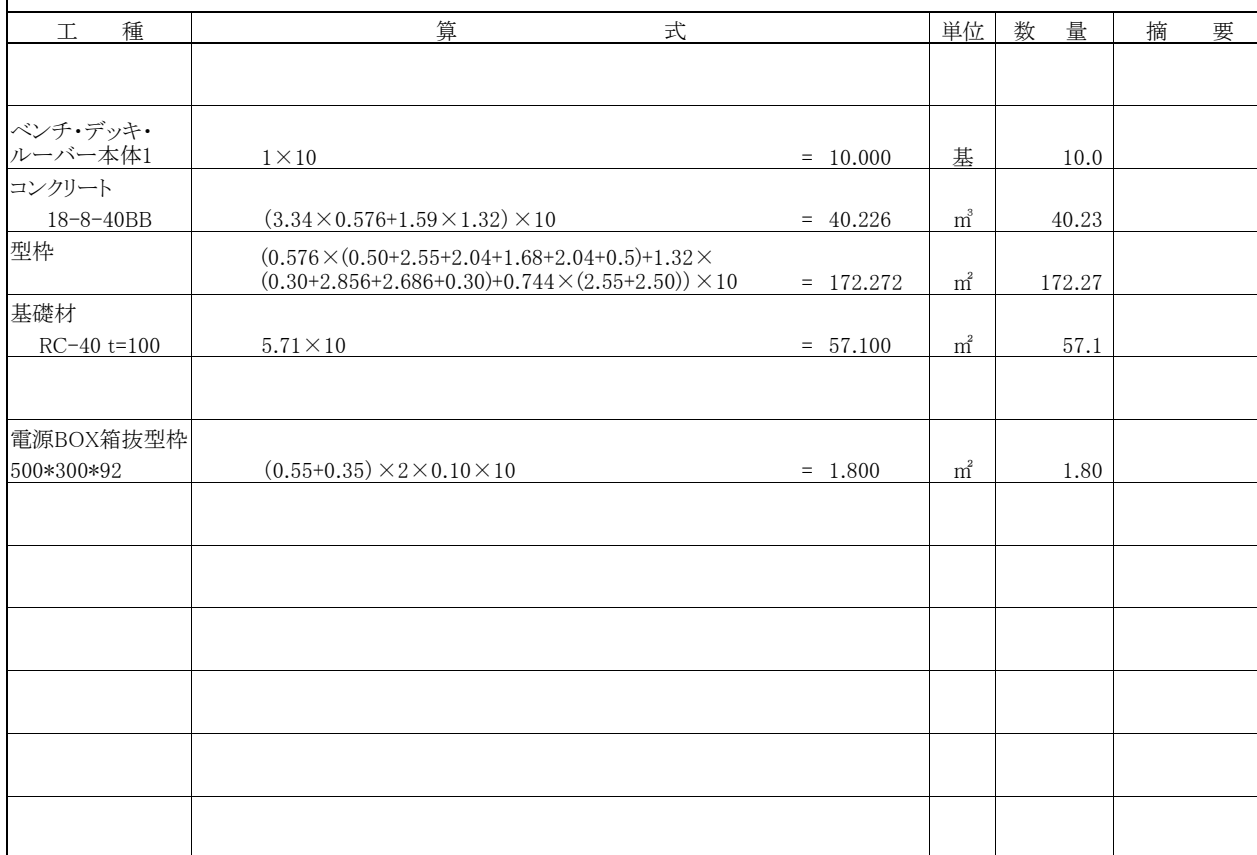 工　種　算　式　単位　数　量　摘　要
ベンチ・デッキ・
ルーバー本体1　1×10　= 10.000　基　10.0
コンクリート
18-8-40BB　(3.34×0.576+1.59×1.32)×10　= 40.226　㎥　40.23
型枠　(0.576×(0.50+2.55+2.04+1.68+2.04+0.5)+1.32×
(0.30+2.856+2.686+0.30)+0.744×(2.55+2.50))×10　= 172.272　㎡　172.27
基礎材
RC-40 t=100　5.71×10　= 57.100　㎡　57.1
電源BOX箱抜型枠
500*300*92　(0.55+0.35)×2×0.10×10　= 1.800　㎡　1.80